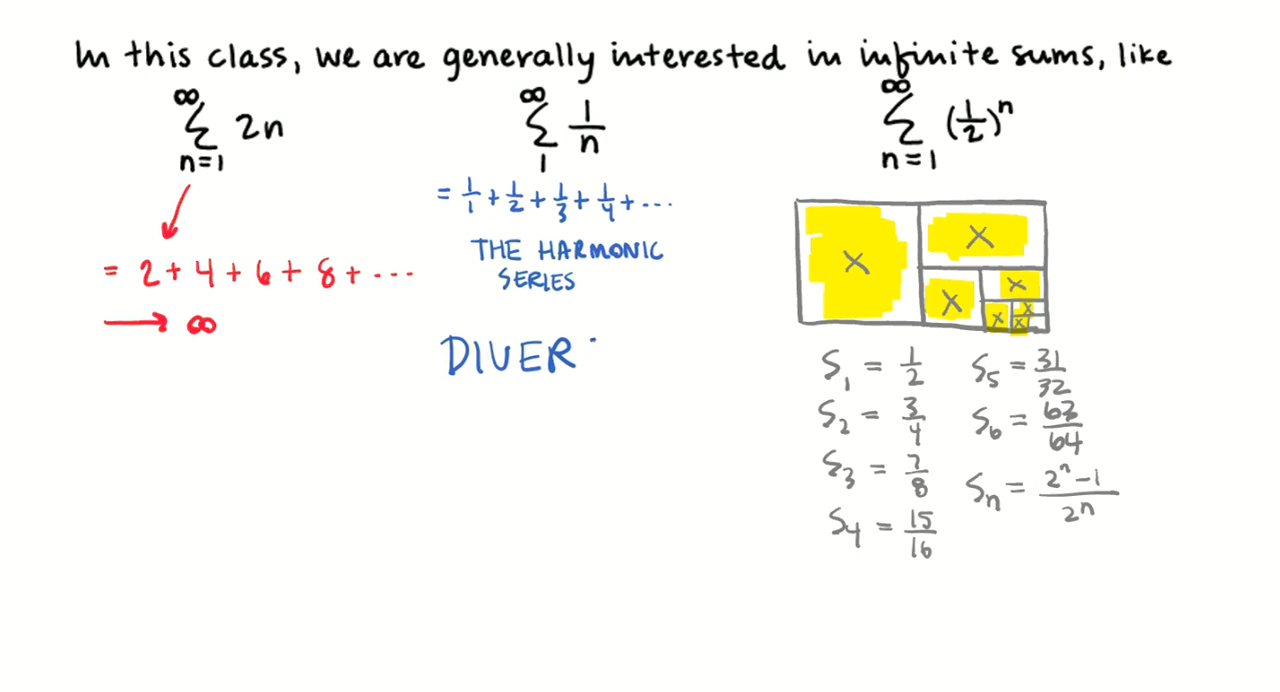 In this class, we are generally interested in infinite sums, like
∞ ∑ n=1 2n
= 2 + 4 + 6 + 8 + ...
→ ∞
∞ ∑ 1 1/n
= 1/1 + 1/2 + 1/3 + 1/4 + ...
THE HARMONIC
SERIES
DIVER
∞ ∑ n=1 (1/2)^n
X X
X X
X X X
S₁ = 1/2
S₂ = 3/4
S₃ = 7/8
S₄ = 15/16
S₅ = 31/32
S₆ = 63/64
Sₙ = (2ⁿ-1)/2ⁿ